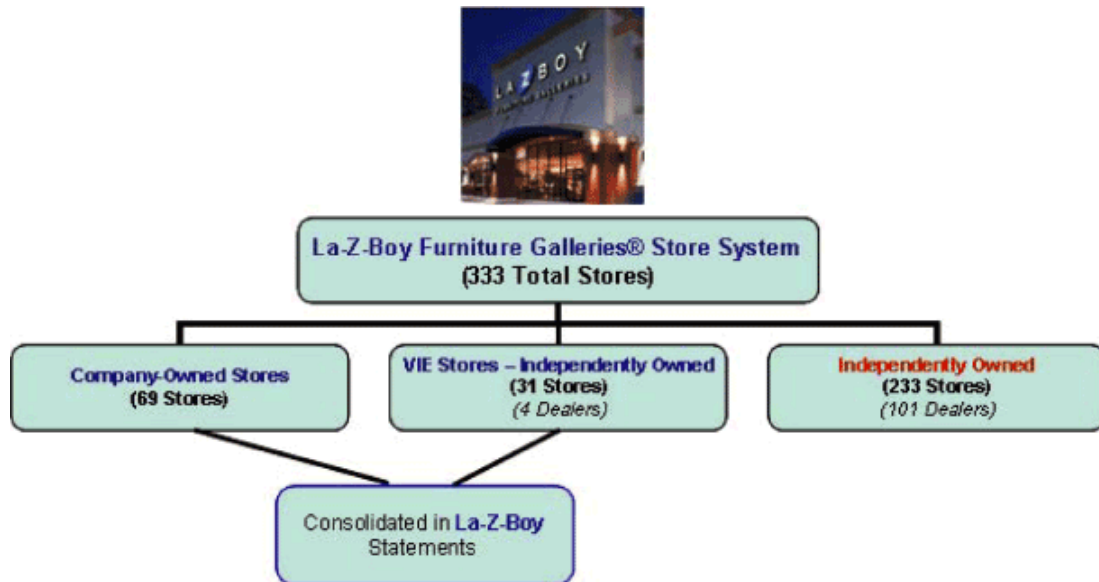 LA Z BOY
FURNITURE GALLERIES
La-Z-Boy Furniture Galleries® Store System
(333 Total Stores)
Company-Owned Stores
(69 Stores)
VIE Stores – Independently Owned
(31 Stores)
(4 Dealers)
Independently Owned
(233 Stores)
(101 Dealers)
Consolidated in La-Z-Boy
Statements